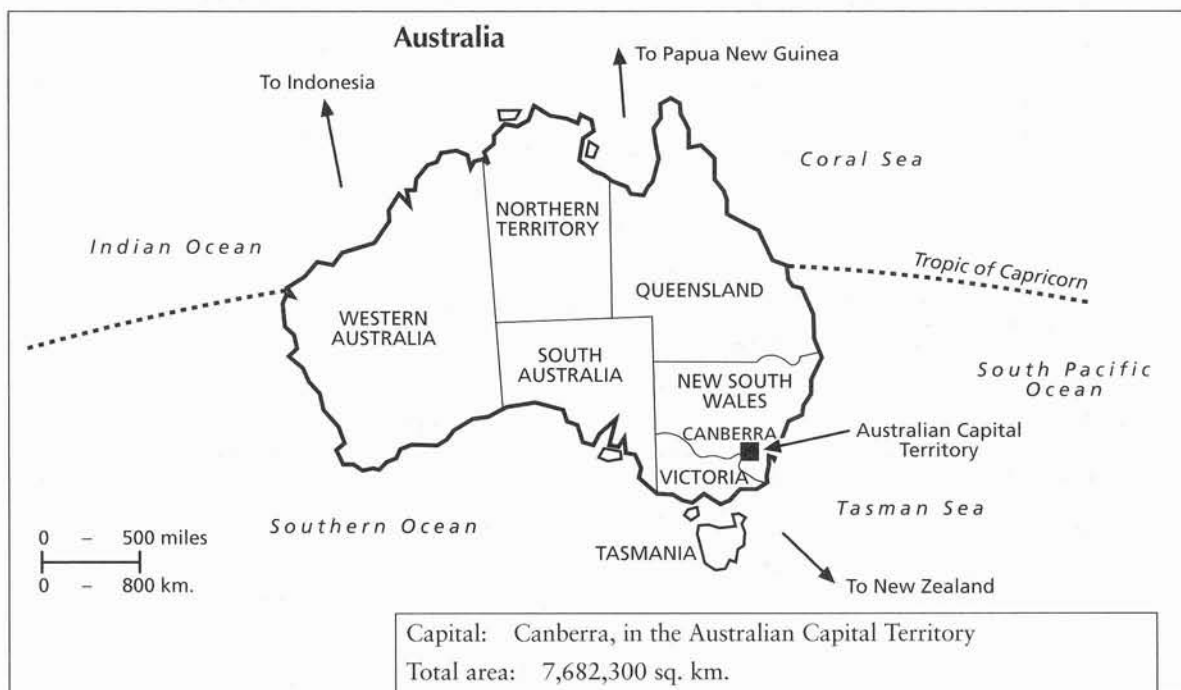 Australia
To Papua New Guinea
To Indonesia
Coral Sea
NORTHERN
TERRITORY
Indian Ocean
Tropic of Capricorn
QUEENSLAND
WESTERN
AUSTRALIA
SOUTH
AUSTRALIA
South Pacific
Ocean
NEW SOUTH
WALES
CANBERRA
Australian Capital
Territory
VICTORIA
Tasman Sea
Southern Ocean
0 – 500 miles
0 – 800 km.
TASMANIA
To New Zealand
Capital: Canberra, in the Australian Capital Territory
Total area: 7,682,300 sq. km.